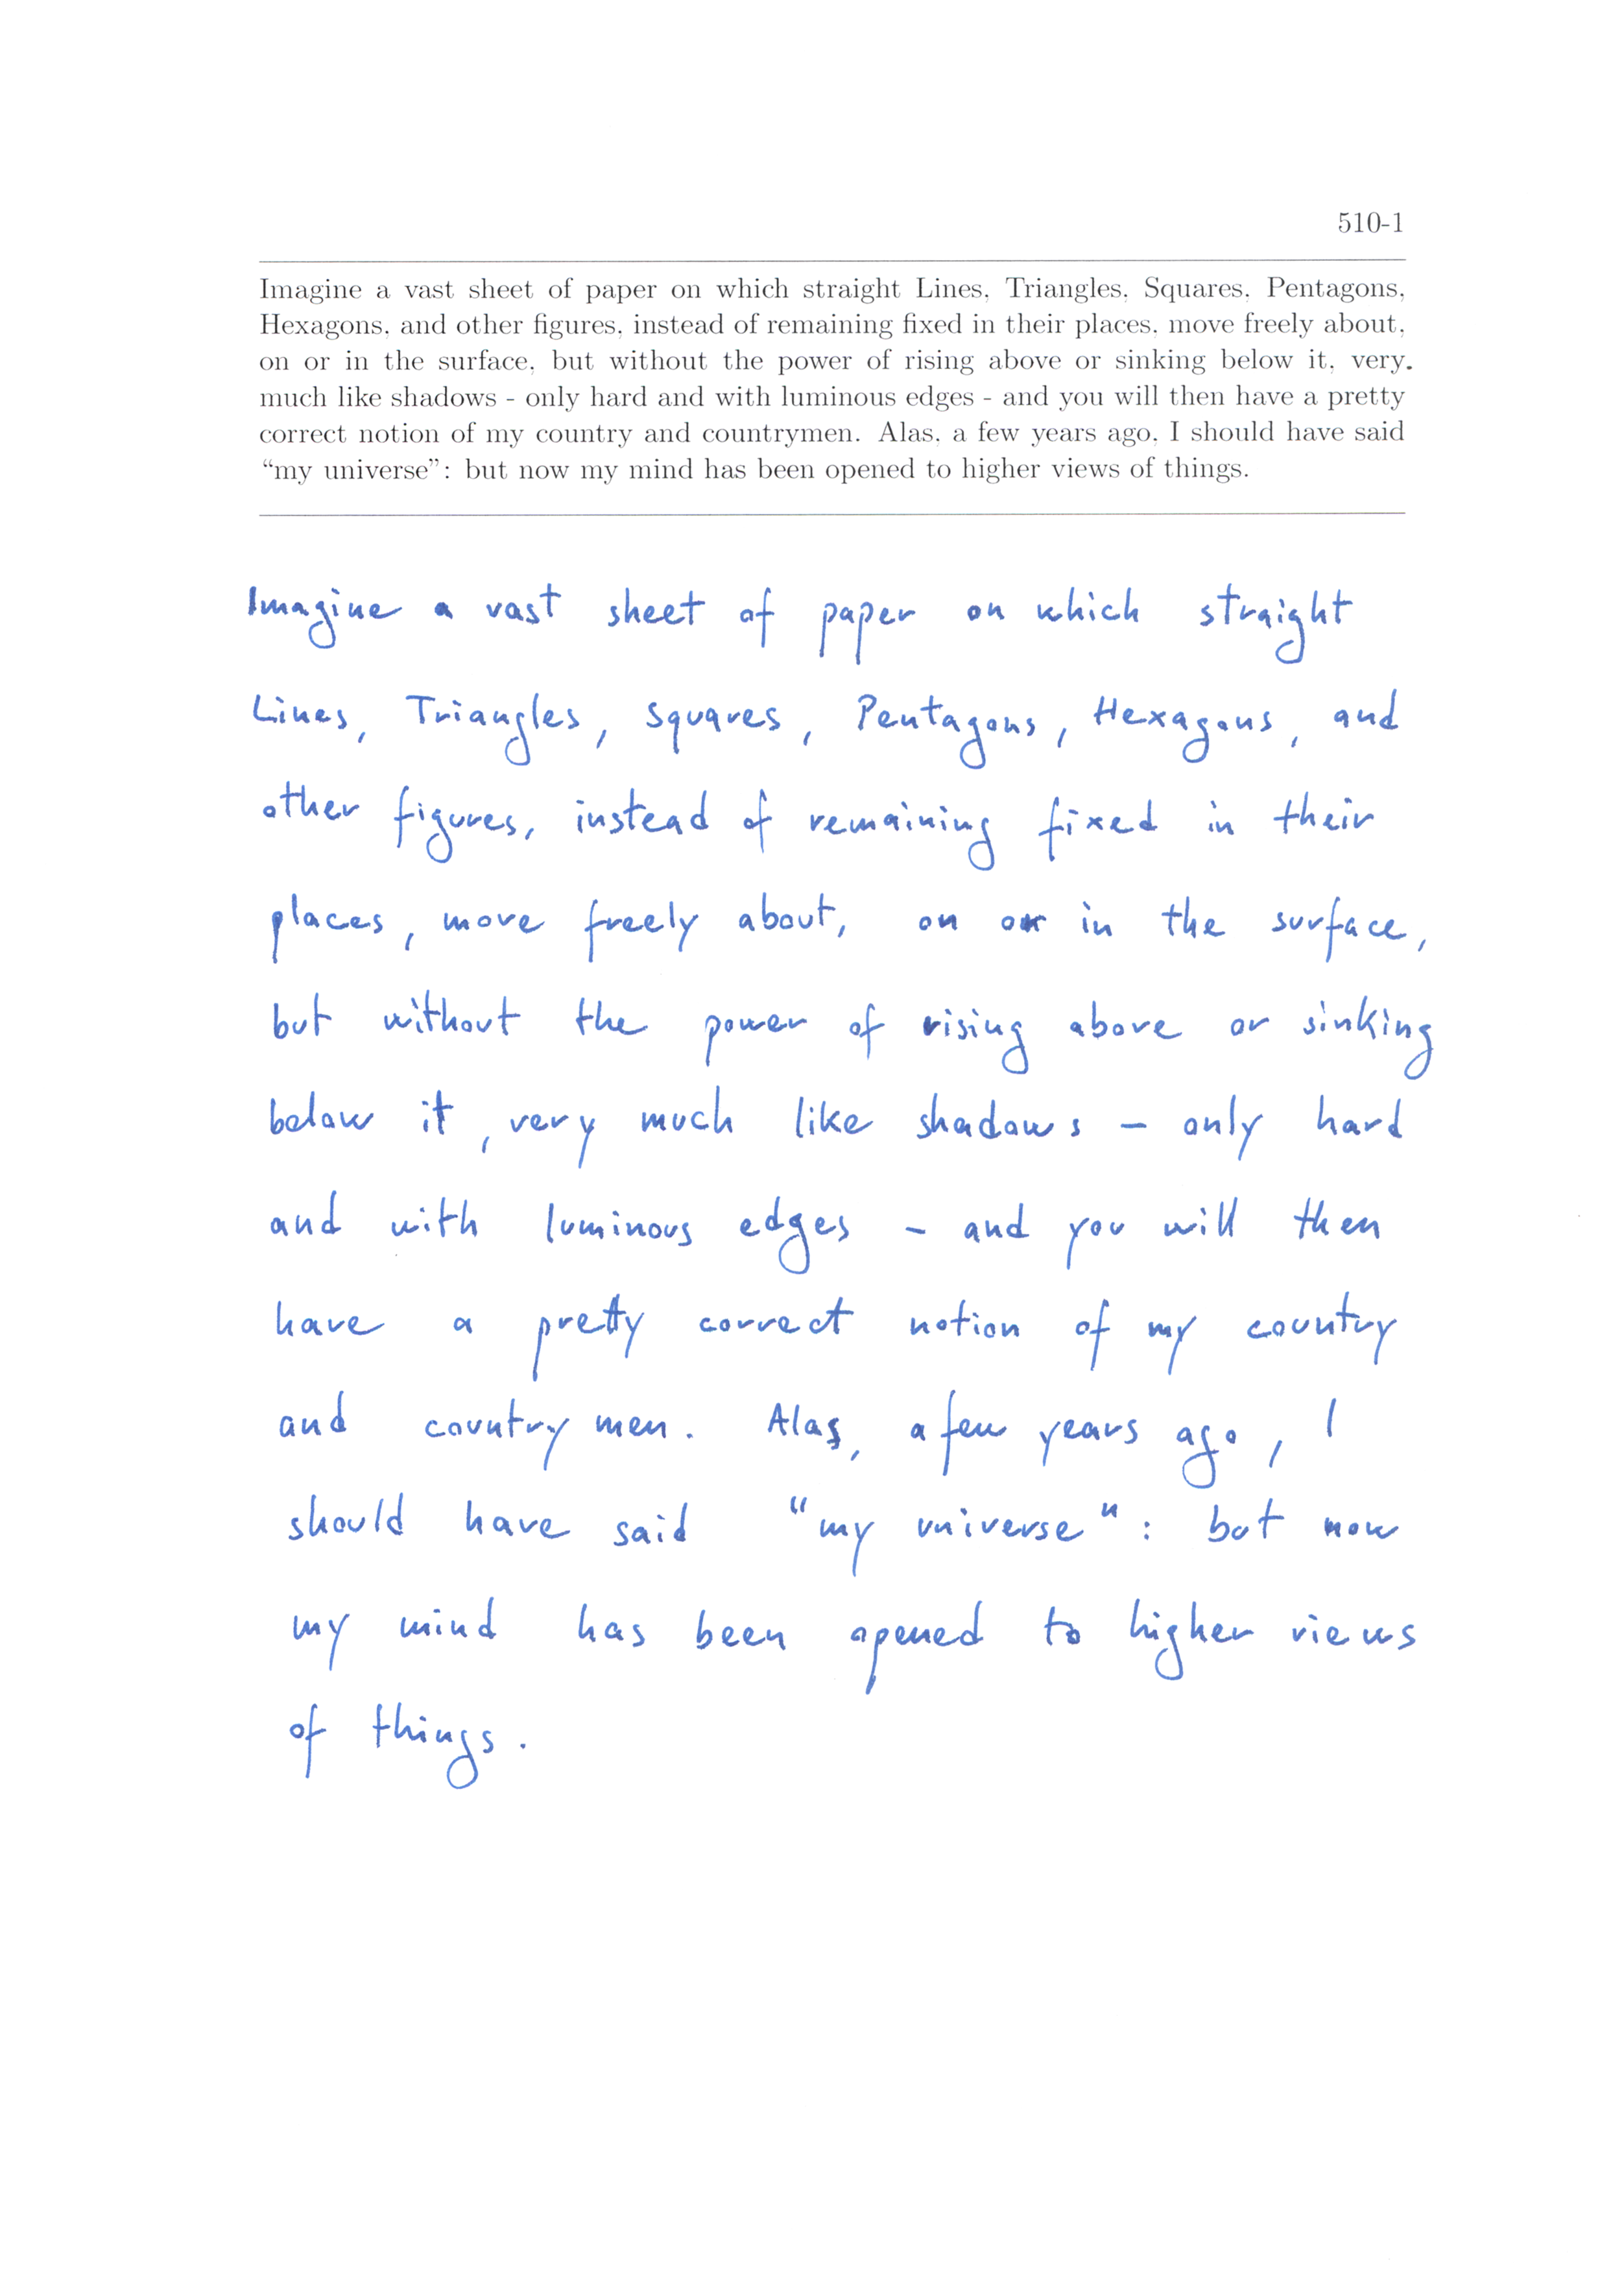 510-1
Imagine a vast sheet of paper on which straight Lines, Triangles, Squares, Pentagons,
Hexagons, and other figures, instead of remaining fixed in their places, move freely about,
on or in the surface, but without the power of rising above or sinking below it, very.
much like shadows - only hard and with luminous edges - and you will then have a pretty
correct notion of my country and countrymen. Alas, a few years ago, I should have said
“my universe”: but now my mind has been opened to higher views of things.
Imagine a vast sheet of paper on which straight
Lines, Triangles, Squares, Pentagons, Hexagons, and
other figures, instead of remaining fixed in their
places, move freely about, on or in the surface,
but without the power of rising above or sinking
below it, very much like shadows – only hard
and with luminous edges – and you will then
have a pretty correct notion of my country
and countrymen. Alas, a few years ago, I
should have said “my universe": but now
my mind has been opened to higher views
of things.